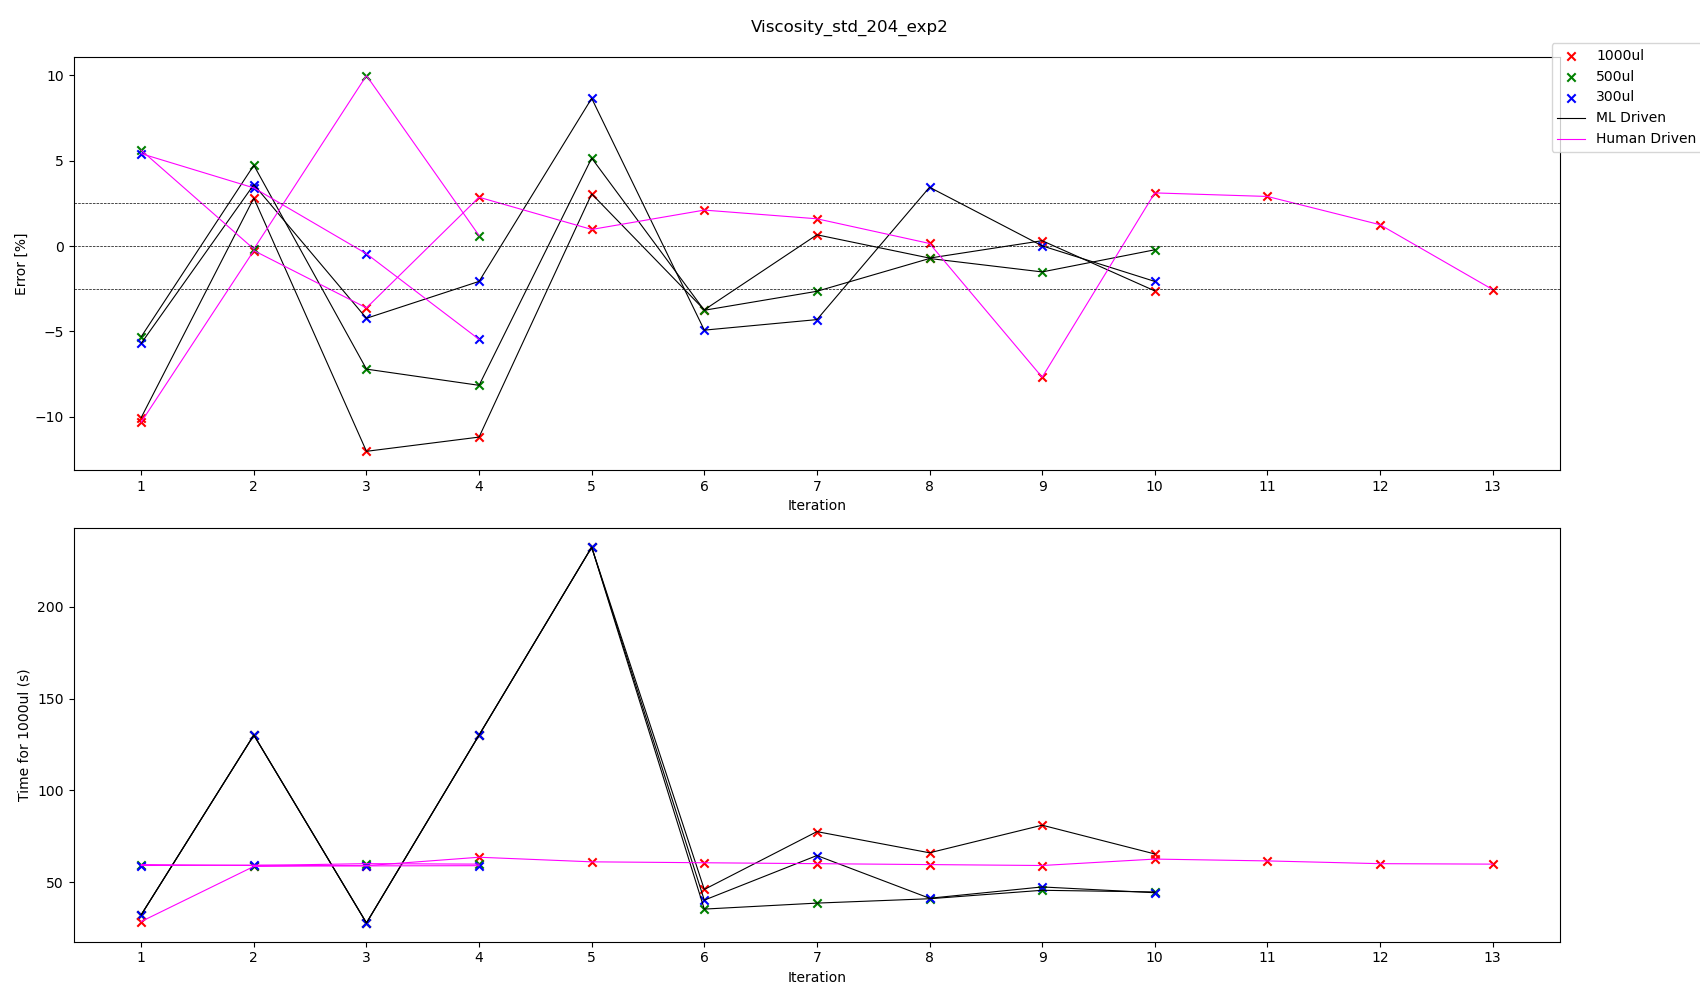 Viscosity_std_204_exp2
1000ul
500ul
300ul
ML Driven
Human Driven
Error [%]
10
5
0
−5
−10
1 2 3 4 5 6 7 8 9 10 11 12 13
Iteration
Time for 1000ul (s)
200
150
100
50
1 2 3 4 5 6 7 8 9 10 11 12 13
Iteration